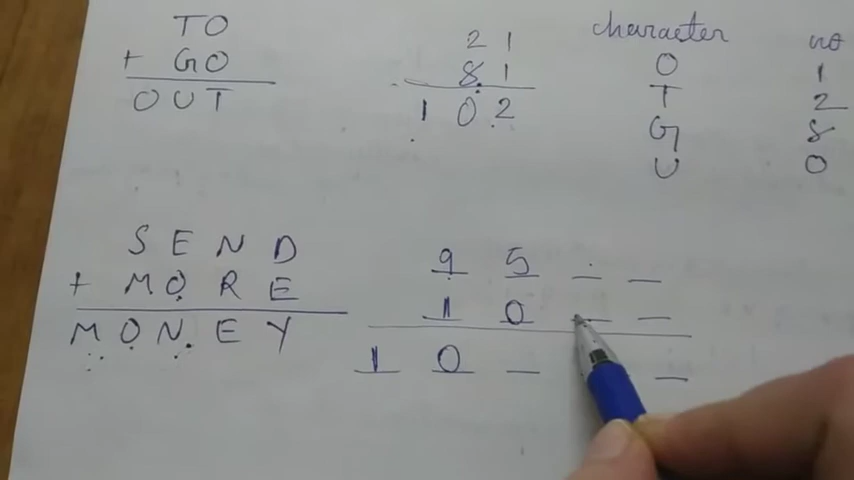 TO
+ GO
OUT
2 1
8 1
1 0 2
character no
O 1
T 2
G 8
U 0
SEND
+ MORE
MONEY
9 5 _ _
1 0 _ _
1 0 _ _ _